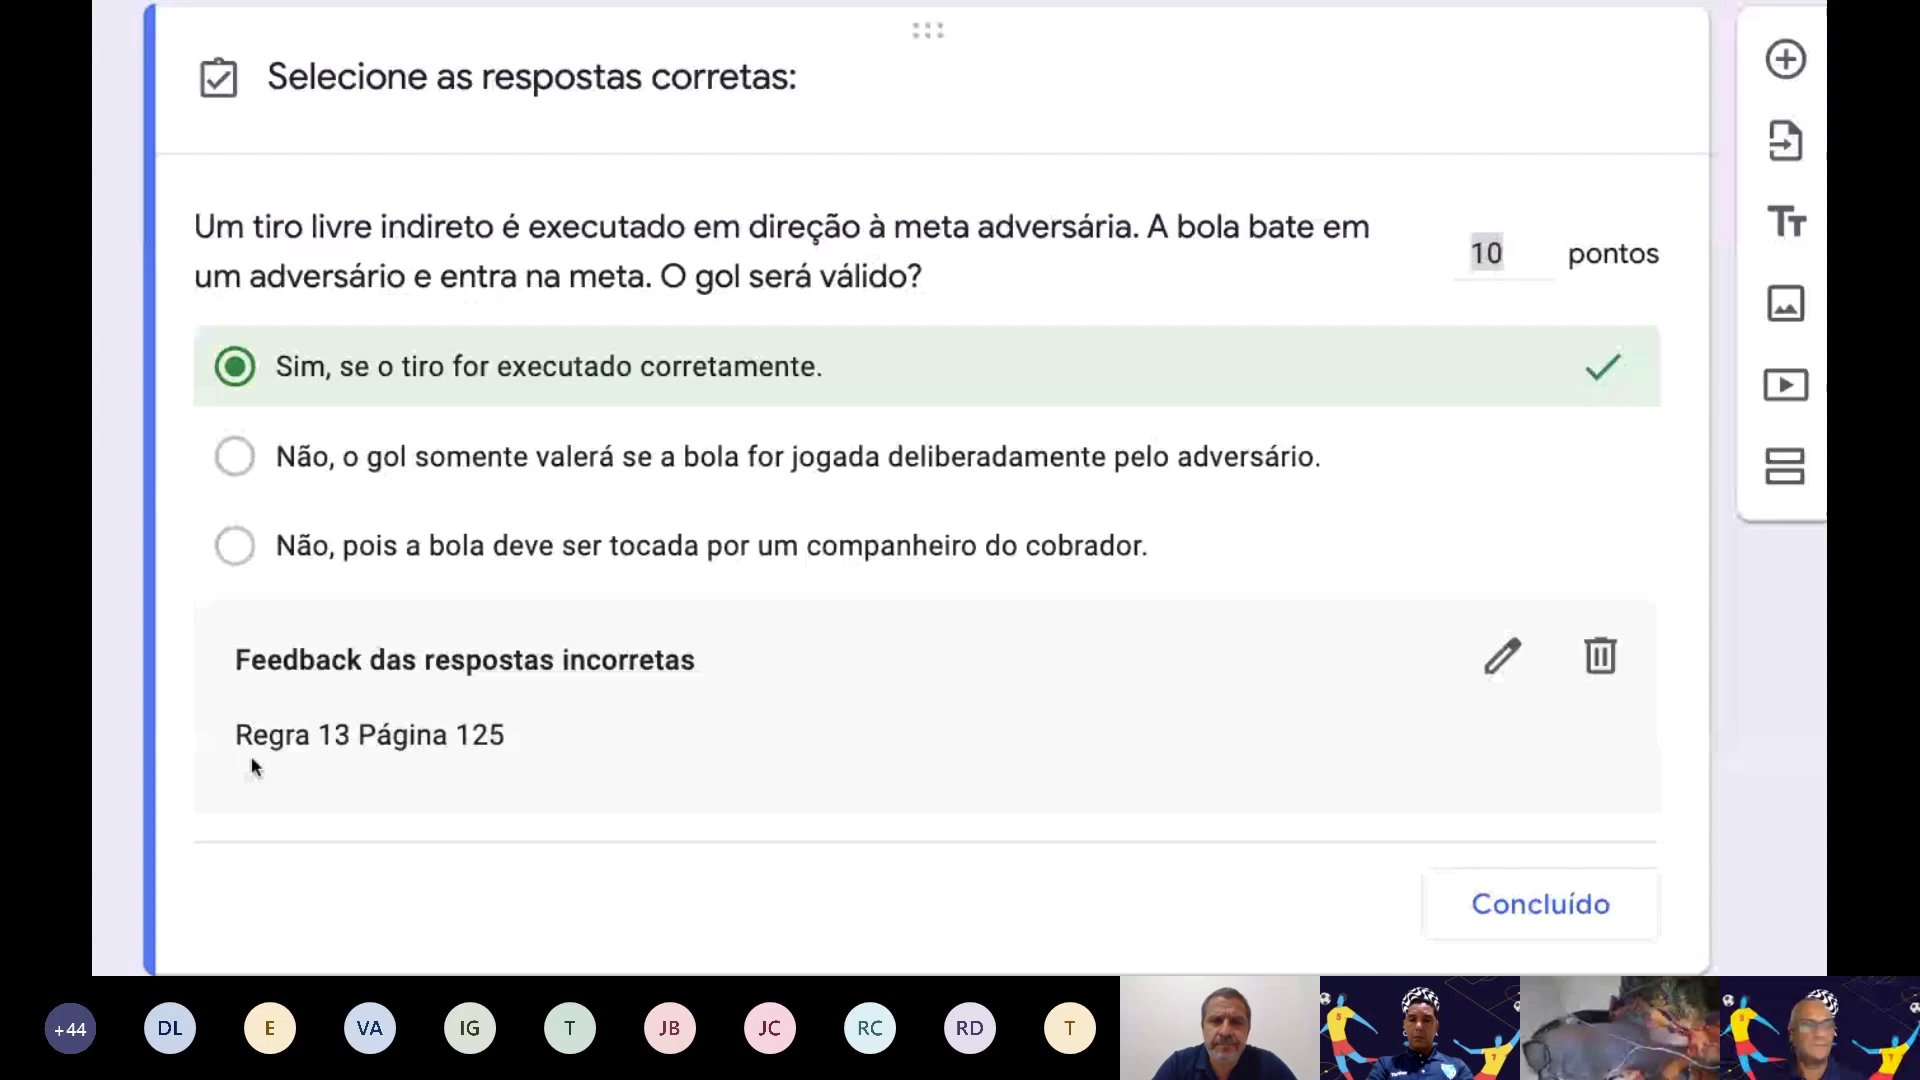 Selecione as respostas corretas:
Um tiro livre indireto é executado em direção à meta adversária. A bola bate em
um adversário e entra na meta. O gol será válido?
10 pontos
Sim, se o tiro for executado corretamente.
Não, o gol somente valerá se a bola for jogada deliberadamente pelo adversário.
Não, pois a bola deve ser tocada por um companheiro do cobrador.
Feedback das respostas incorretas
Regra 13 Página 125
Concluído
Tт
+44 DL E VA IG T JB JC RC RD T